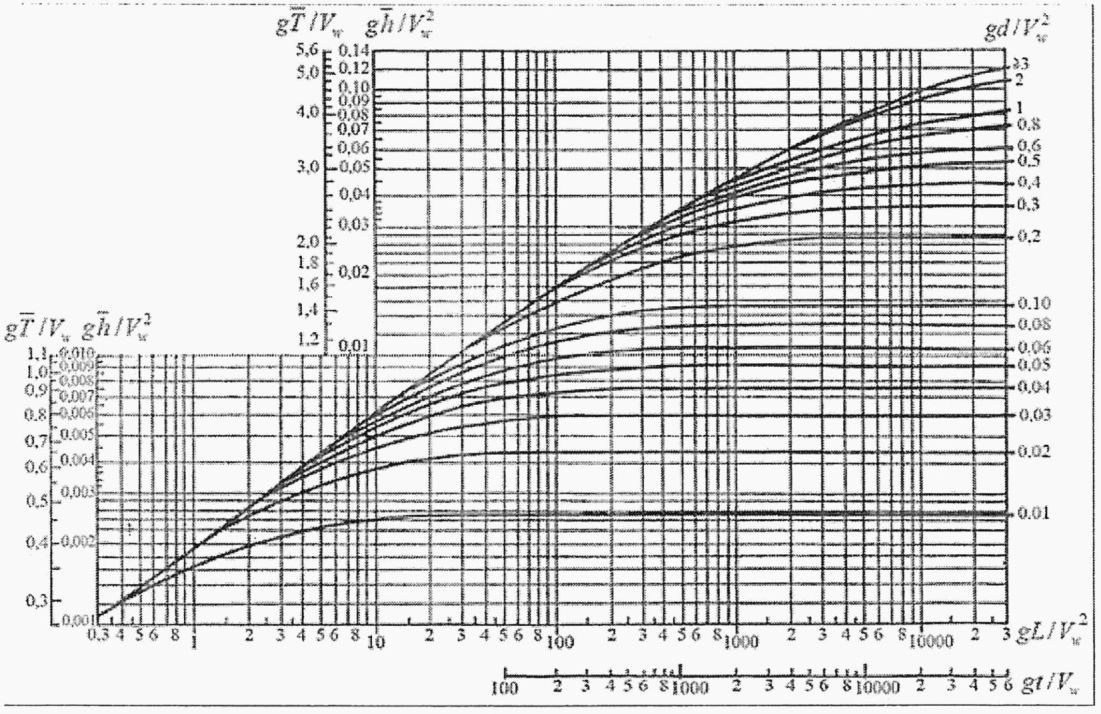 gT̅/V_w gh̅/V_w² gd/V_w²
5,6 0,14
5,0 0,12 ≥3
0,10 2
4,0 0,09
0,08 1
0,07 0,8
0,06 0,6
3,0 0,05 0,5
0,04 0,4
0,03 0,3
2,0 0,2
1,8 0,02
1,6
1,4 0,10
gT̅/V_w gh̅/V_w² 1,2 0,08
1,1 0,010 0,01 0,06
1,0 0,009 0,05
0,9 0,008 0,04
0,007
0,8 0,006 0,03
0,7 0,005
0,6 0,004 0,02
0,5 0,003 0,01
0,4 0,002
0,3 0,001
0,3 4 5 6 8 1 2 3 4 5 6 8 10 2 3 4 5 6 8 100 2 3 4 5 6 8 1000 2 3 4 5 6 8 10000 2 3 gL/V_w²
100 2 3 4 5 6 8 1000 2 3 4 5 6 8 10000 2 3 4 5 6 gt/V_w